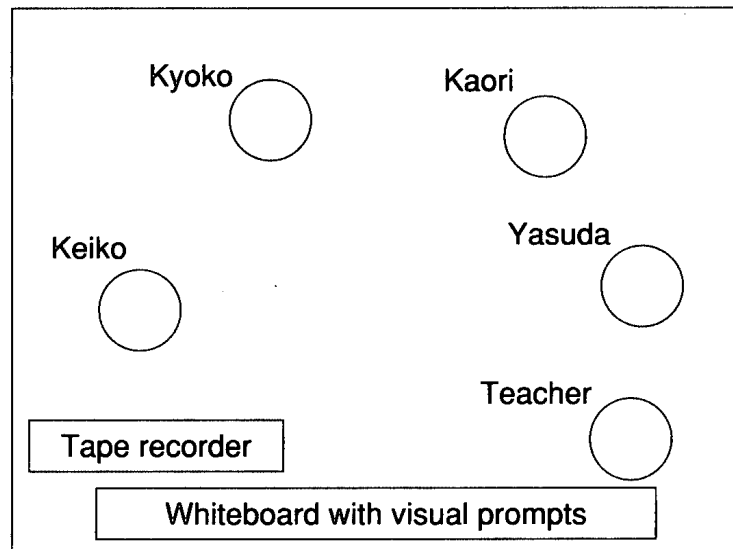 Kyoko
Kaori
Keiko
Yasuda
Teacher
Tape recorder
Whiteboard with visual prompts